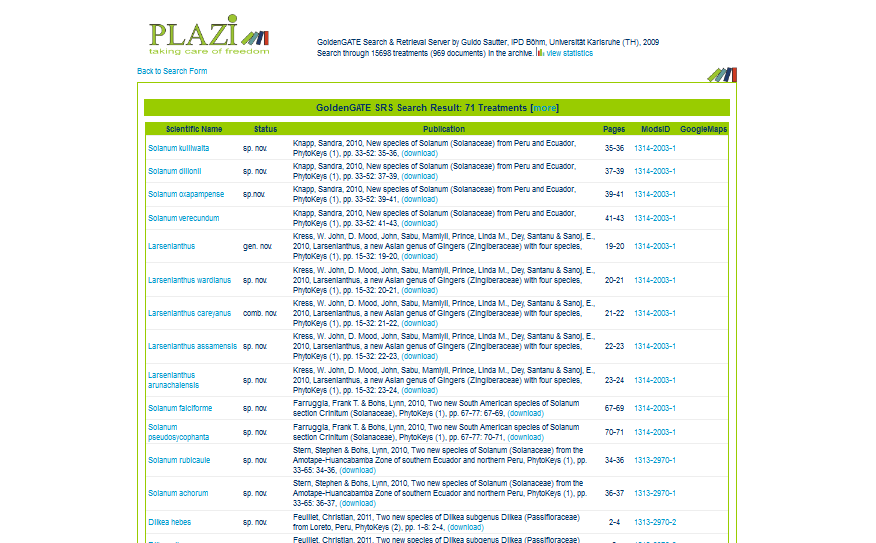 PLAZI
taking care of freedom
GoldenGATE Search & Retrieval Server by Guido Sautter, IPD Böhm, Universität Karlsruhe (TH), 2009
Search through 15698 treatments (969 documents) in the archive. view statistics
Back to Search Form
GoldenGATE SRS Search Result: 71 Treatments [more]
Scientific Name Status Publication Pages ModsID GoogleMaps
Solanum kulliwaita sp. nov. Knapp, Sandra, 2010, New species of Solanum (Solanaceae) from Peru and Ecuador, 35-36 1314-2003-1
PhytoKeys (1), pp. 33-52: 35-36, (download)
Solanum dillonii sp. nov. Knapp, Sandra, 2010, New species of Solanum (Solanaceae) from Peru and Ecuador, 37-39 1314-2003-1
PhytoKeys (1), pp. 33-52: 37-39, (download)
Solanum oxapampense sp.nov. Knapp, Sandra, 2010, New species of Solanum (Solanaceae) from Peru and Ecuador, 39-41 1314-2003-1
PhytoKeys (1), pp. 33-52: 39-41, (download)
Solanum verecundum Knapp, Sandra, 2010, New species of Solanum (Solanaceae) from Peru and Ecuador, 41-43 1314-2003-1
PhytoKeys (1), pp. 33-52: 41-43, (download)
Larsenianthus gen. nov. Kress, W. John, D. Mood, John, Sabu, Mamiyil, Prince, Linda M., Dey, Santanu & Sanoj, E., 19-20 1314-2003-1
2010, Larsenianthus, a new Asian genus of Gingers (Zingiberaceae) with four species,
PhytoKeys (1), pp. 15-32: 19-20, (download)
Larsenianthus wardianus sp. nov. Kress, W. John, D. Mood, John, Sabu, Mamiyil, Prince, Linda M., Dey, Santanu & Sanoj, E., 20-21 1314-2003-1
2010, Larsenianthus, a new Asian genus of Gingers (Zingiberaceae) with four species,
PhytoKeys (1), pp. 15-32: 20-21, (download)
Larsenianthus careyanus comb. nov. Kress, W. John, D. Mood, John, Sabu, Mamiyil, Prince, Linda M., Dey, Santanu & Sanoj, E., 21-22 1314-2003-1
2010, Larsenianthus, a new Asian genus of Gingers (Zingiberaceae) with four species,
PhytoKeys (1), pp. 15-32: 21-22, (download)
Larsenianthus assamensis sp. nov. Kress, W. John, D. Mood, John, Sabu, Mamiyil, Prince, Linda M., Dey, Santanu & Sanoj, E., 22-23 1314-2003-1
2010, Larsenianthus, a new Asian genus of Gingers (Zingiberaceae) with four species,
PhytoKeys (1), pp. 15-32: 22-23, (download)
Larsenianthus arunachalensis sp. nov. Kress, W. John, D. Mood, John, Sabu, Mamiyil, Prince, Linda M., Dey, Santanu & Sanoj, E., 23-24 1314-2003-1
2010, Larsenianthus, a new Asian genus of Gingers (Zingiberaceae) with four species,
PhytoKeys (1), pp. 15-32: 23-24, (download)
Solanum falciforme sp. nov. Farruggia, Frank T. & Bohs, Lynn, 2010, Two new South American species of Solanum 67-69 1314-2003-1
section Crinitum (Solanaceae), PhytoKeys (1), pp. 67-77: 67-69, (download)
Solanum pseudosycophanta sp. nov. Farruggia, Frank T. & Bohs, Lynn, 2010, Two new South American species of Solanum 70-71 1314-2003-1
section Crinitum (Solanaceae), PhytoKeys (1), pp. 67-77: 70-71, (download)
Solanum rubicaule sp. nov. Stern, Stephen & Bohs, Lynn, 2010, Two new species of Solanum (Solanaceae) from the 34-36 1313-2970-1
Amotape-Huancabamba Zone of southern Ecuador and northern Peru, PhytoKeys (1), pp.
33-65: 34-36, (download)
Solanum achorum sp. nov. Stern, Stephen & Bohs, Lynn, 2010, Two new species of Solanum (Solanaceae) from the 36-37 1313-2970-1
Amotape-Huancabamba Zone of southern Ecuador and northern Peru, PhytoKeys (1), pp.
33-65: 36-37, (download)
Dilkea hebes sp. nov. Feuillet, Christian, 2011, Two new species of Dilkea subgenus Dilkea (Passifloraceae) 2-4 1313-2970-2
from Loreto, Peru, PhytoKeys (2), pp. 1-8: 2-4, (download)
Feuillet, Christian, 2011, Two new species of Dilkea subgenus Dilkea (Passifloraceae)